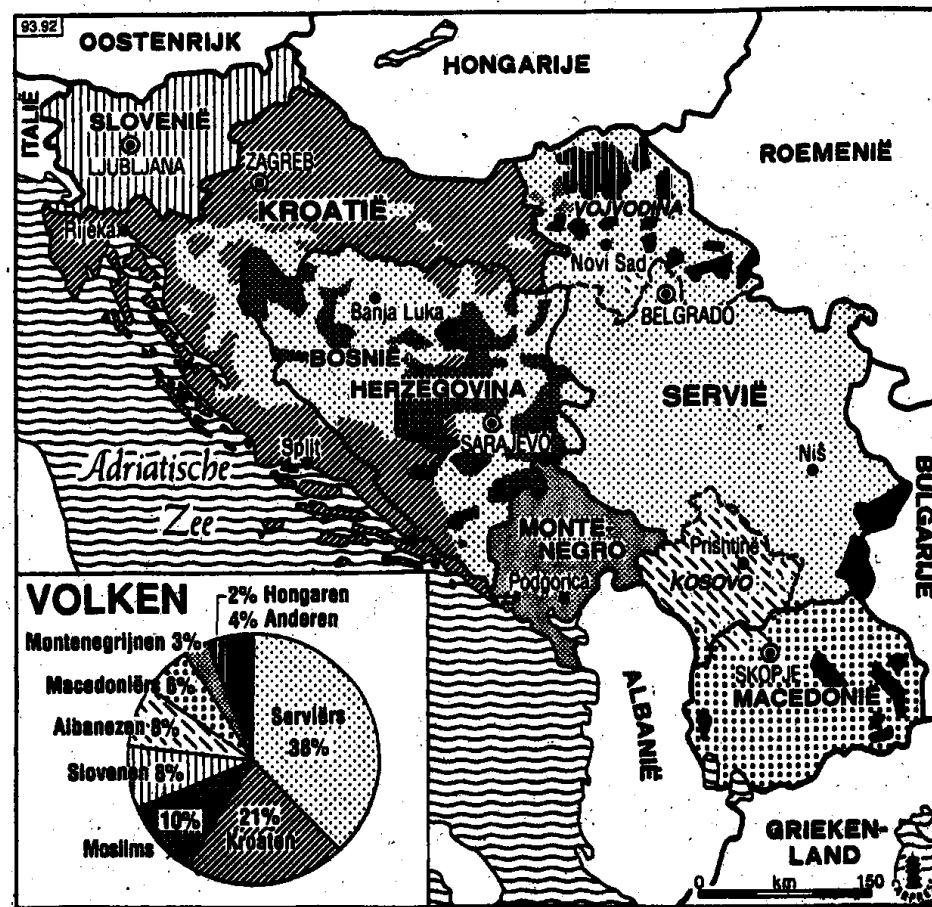 93.92
OOSTENRIJK
HONGARIJE
ITALIË
SLOVENIË
LJUBLJANA
ZAGREB
ROEMENIË
KROATIË
VOJVODINA
Rijeka
Novi Sad
BELGRADO
Banja Luka
BOSNIË
HERZEGOVINA
SERVIË
SARAJEVO
Split
Niš
Adriatische
Zee
BULGARIJE
MONTE-
NEGRO
Prishtinë
KOSOVO
Podgorica
SKOPJE
MACEDONIË
ALBANIË
GRIEKEN-
LAND
0 km 150
VOLKEN
2% Hongaren
4% Anderen
Montenegrijnen 3%
Macedoniërs 6%
Albanezen 8%
Slovenen 8%
10%
Moslims
21%
Kroaten
Serviërs
38%